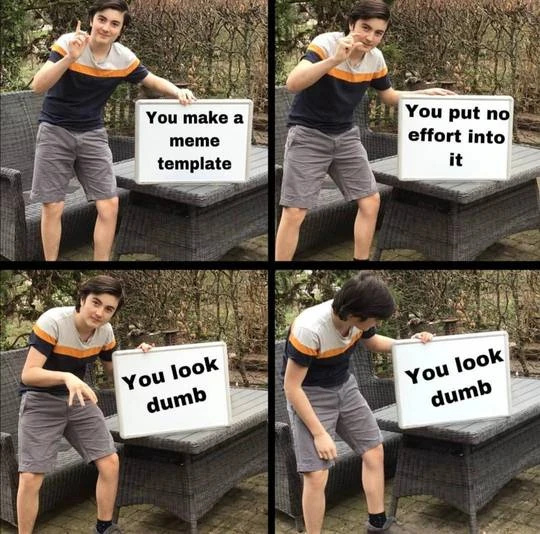 You make a
meme
template
You put no
effort into
it
You look
dumb
You look
dumb